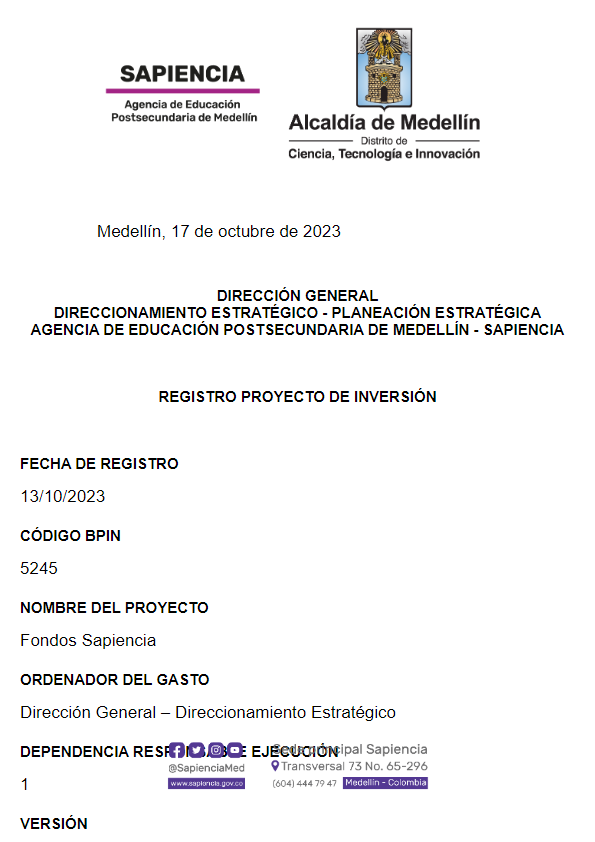 SAPIENCIA
Agencia de Educación
Postsecundaria de Medellín
Alcaldía de Medellín
Distrito de
Ciencia, Tecnología e Innovación
Medellín, 17 de octubre de 2023
DIRECCIÓN GENERAL
DIRECCIONAMIENTO ESTRATÉGICO - PLANEACIÓN ESTRATÉGICA
AGENCIA DE EDUCACIÓN POSTSECUNDARIA DE MEDELLÍN - SAPIENCIA
REGISTRO PROYECTO DE INVERSIÓN
FECHA DE REGISTRO
13/10/2023
CÓDIGO BPIN
5245
NOMBRE DEL PROYECTO
Fondos Sapiencia
ORDENADOR DEL GASTO
Dirección General – Direccionamiento Estratégico
DEPENDENCIA RESPONSABLE EJECUCIÓN
Sede principal Sapiencia
@SapienciaMed
Transversal 73 No. 65-296
www.sapiencia.gov.co
(604) 444 79 47
Medellín - Colombia
1
VERSIÓN